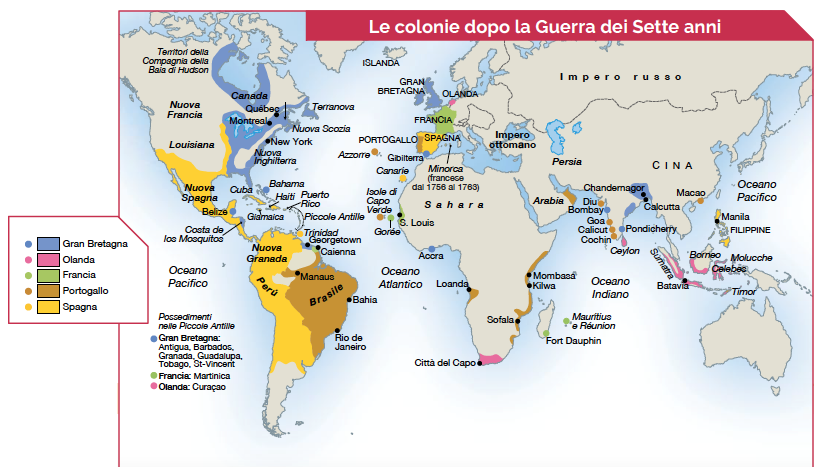 Le colonie dopo la Guerra dei Sette anni
Territori della
Compagnia della
Baia di Hudson
ISLANDA
Impero russo
GRAN
BRETAGNA
OLANDA
Canada
Québec
Terranova
Nuova
Francia
Montreal
Nuova Scozia
FRANCIA
New York
Louisiana
Nuova
Inghilterra
PORTOGALLO
SPAGNA
Impero
ottomano
Azzorre
Gibilterra
Minorca
(francese
dal 1756 al 1763)
Persia
CINA
Canarie
Bahama
Nuova
Spagna
Cuba
Haiti
Puerto
Rico
Isole di
Capo
Verde
Sahara
Arabia
Chandernagor
Calcutta
Macao
Oceano
Pacifico
Diu
Bombay
Belize
Giamaica
Piccole Antille
S. Louis
Gorée
Goa
Calicut
Cochin
Pondicherry
Manila
FILIPPINE
Costa de
los Mosquitos
Trinidad
Georgetown
Caienna
Nuova
Granada
Accra
Ceylon
Sumatra
Borneo
Molucche
Celebes
Gran Bretagna
Olanda
Francia
Portogallo
Spagna
Oceano
Pacifico
Manaus
Perù
Brasile
Bahia
Oceano
Atlantico
Loanda
Mombasa
Kilwa
Oceano
Indiano
Batavia
Timor
Sofala
Mauritius
e Réunion
Fort Dauphin
Rio de
Janeiro
Città del Capo
Possedimenti
nelle Piccole Antille
Gran Bretagna:
Antigua, Barbados,
Granada, Guadalupa,
Tobago, St-Vincent
Francia: Martinica
Olanda: Curaçao